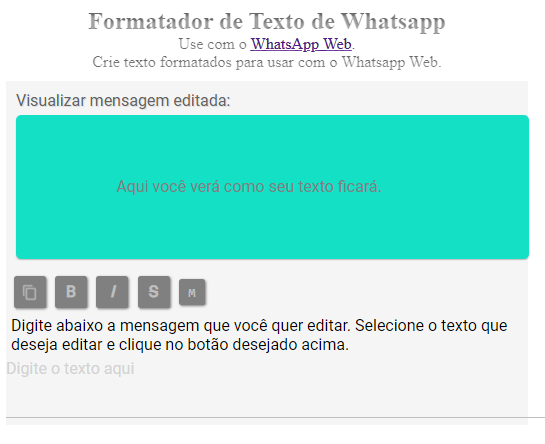 Formatador de Texto de Whatsapp
Use com o WhatsApp Web.
Crie texto formatados para usar com o Whatsapp Web.
Visualizar mensagem editada:
Aqui você verá como seu texto ficará.
B I S M
Digite abaixo a mensagem que você quer editar. Selecione o texto que
deseja editar e clique no botão desejado acima.
Digite o texto aqui